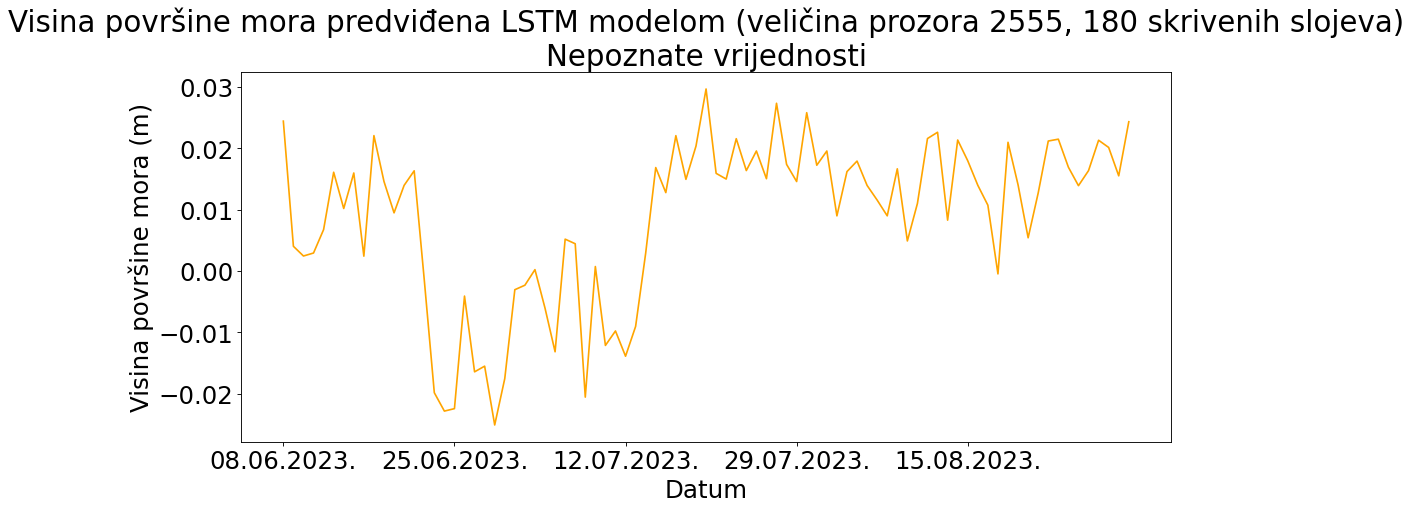 Visina površine mora predviđena LSTM modelom (veličina prozora 2555, 180 skrivenih slojeva)
Nepoznate vrijednosti
Visina površine mora (m)
0.03
0.02
0.01
0.00
−0.01
−0.02
08.06.2023. 25.06.2023. 12.07.2023. 29.07.2023. 15.08.2023.
Datum